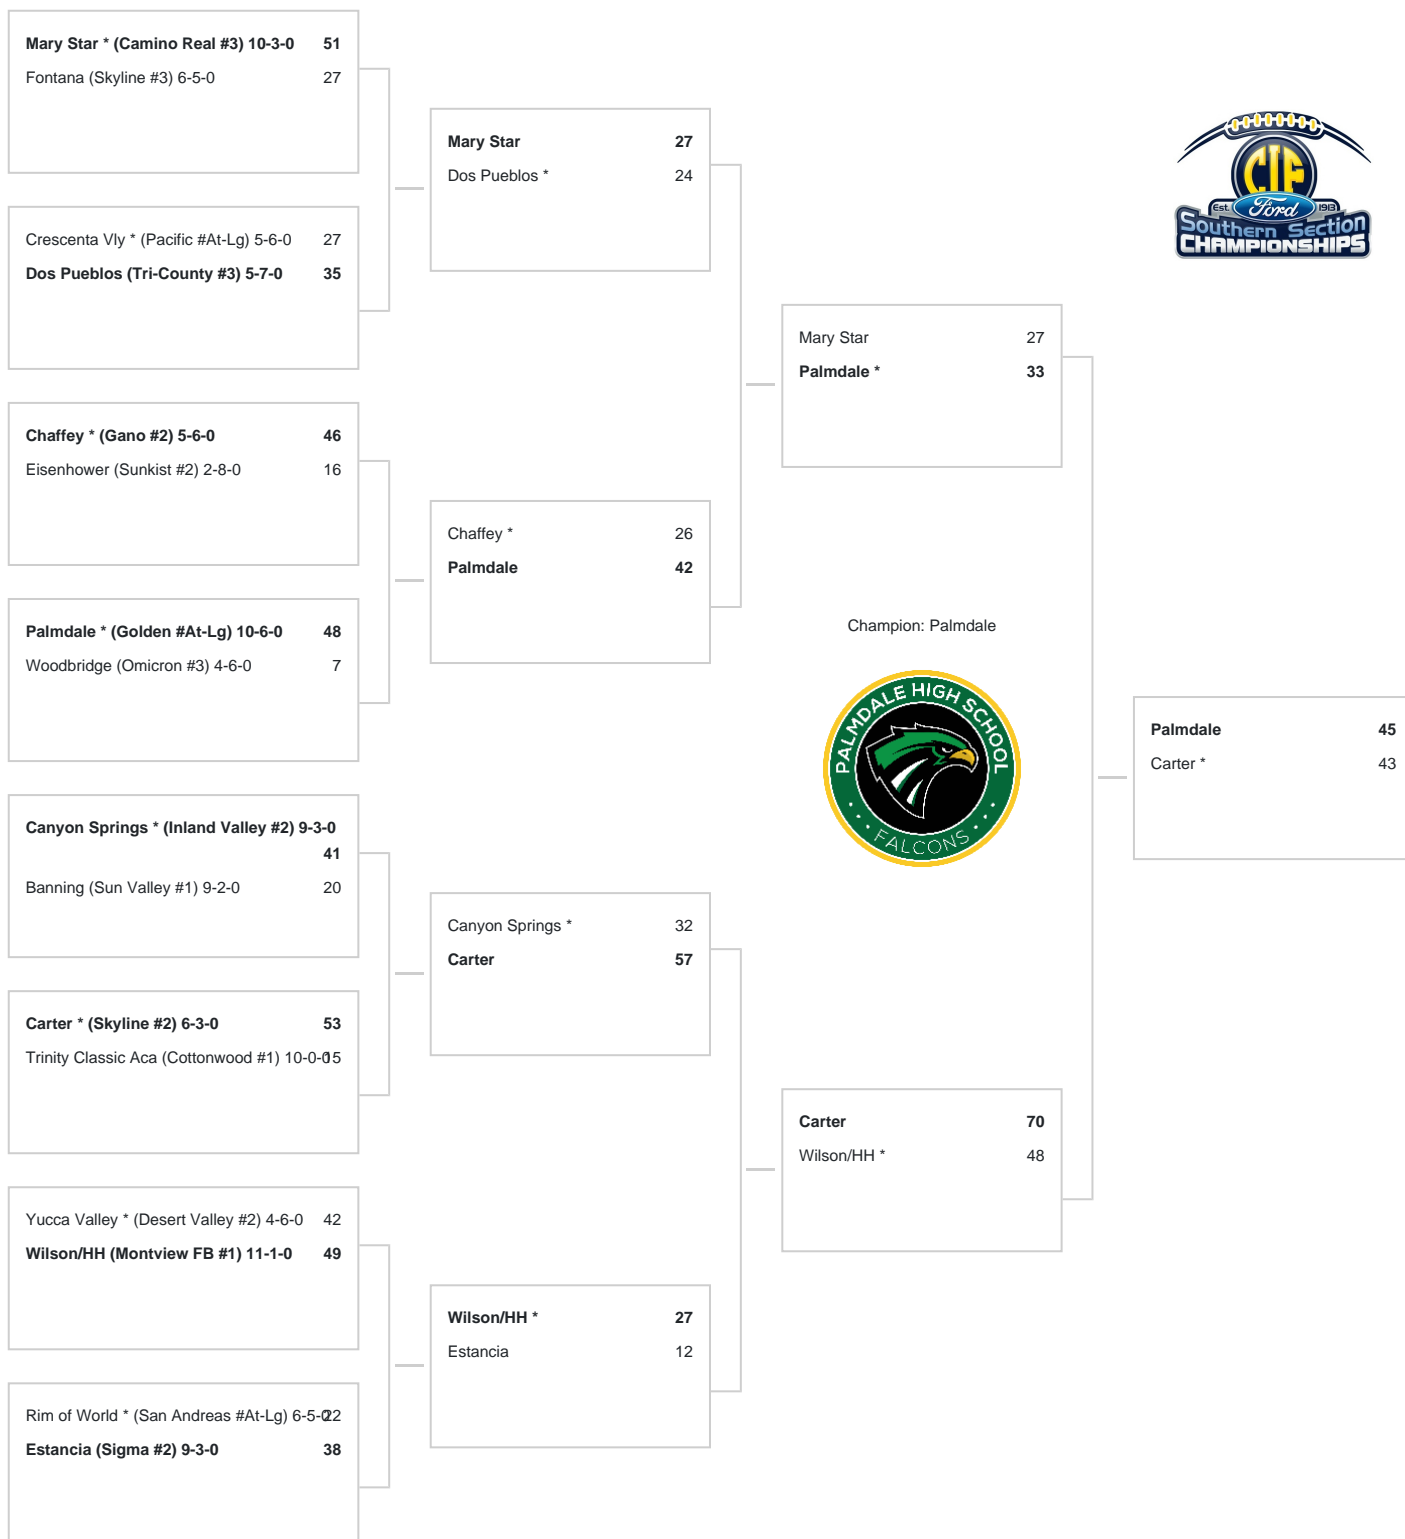 Mary Star * (Camino Real #3) 10-3-0 51
Fontana (Skyline #3) 6-5-0 27
Crescenta Vly * (Pacific #At-Lg) 5-6-0 27
Dos Pueblos (Tri-County #3) 5-7-0 35
Chaffey * (Gano #2) 5-6-0 46
Eisenhower (Sunkist #2) 2-8-0 16
Palmdale * (Golden #At-Lg) 10-6-0 48
Woodbridge (Omicron #3) 4-6-0 7
Canyon Springs * (Inland Valley #2) 9-3-0
41
Banning (Sun Valley #1) 9-2-0 20
Carter * (Skyline #2) 6-3-0 53
Trinity Classic Aca (Cottonwood #1) 10-0-0 15
Yucca Valley * (Desert Valley #2) 4-6-0 42
Wilson/HH (Montview FB #1) 11-1-0 49
Rim of World * (San Andreas #At-Lg) 6-5-0 22
Estancia (Sigma #2) 9-3-0 38
Mary Star 27
Dos Pueblos * 24
Chaffey * 26
Palmdale 42
Canyon Springs * 32
Carter 57
Wilson/HH * 27
Estancia 12
Mary Star 27
Palmdale * 33
Carter 70
Wilson/HH * 48
Champion: Palmdale
PALMDALE HIGH SCHOOL
FALCONS
Palmdale 45
Carter * 43
CIF
Est. Ford 1913
Southern Section
CHAMPIONSHIPS